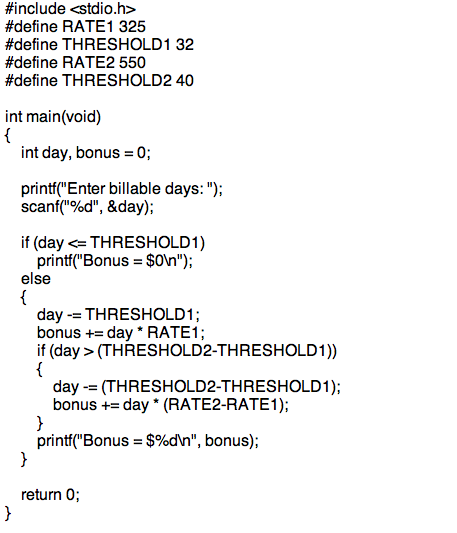 #include <stdio.h>
#define RATE1 325
#define THRESHOLD1 32
#define RATE2 550
#define THRESHOLD2 40

int main(void)
{
    int day, bonus = 0;

    printf("Enter billable days: ");
    scanf("%d", &day);

    if (day <= THRESHOLD1)
        printf("Bonus = $0\n");
    else
    {
        day -= THRESHOLD1;
        bonus += day * RATE1;
        if (day > (THRESHOLD2-THRESHOLD1))
        {
            day -= (THRESHOLD2-THRESHOLD1);
            bonus += day * (RATE2-RATE1);
        }
        printf("Bonus = $%d\n", bonus);
    }

    return 0;
}